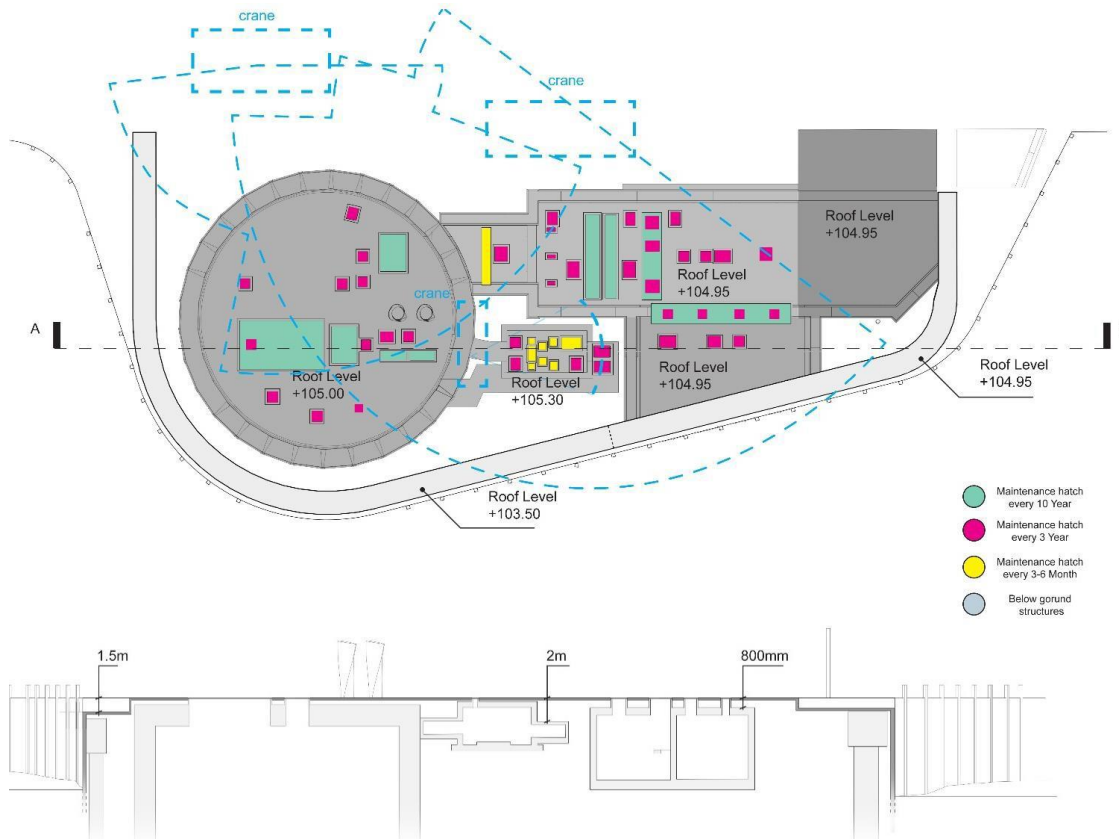 crane
crane
Roof Level
+104.95
Roof Level
+104.95
crane
A
Roof Level
+105.00
Roof Level
+105.30
Roof Level
+104.95
Roof Level
+104.95
Roof Level
+103.50
Maintenance hatch
every 10 Year
Maintenance hatch
every 3 Year
Maintenance hatch
every 3-6 Month
Below gorund
structures
1.5m
2m
800mm